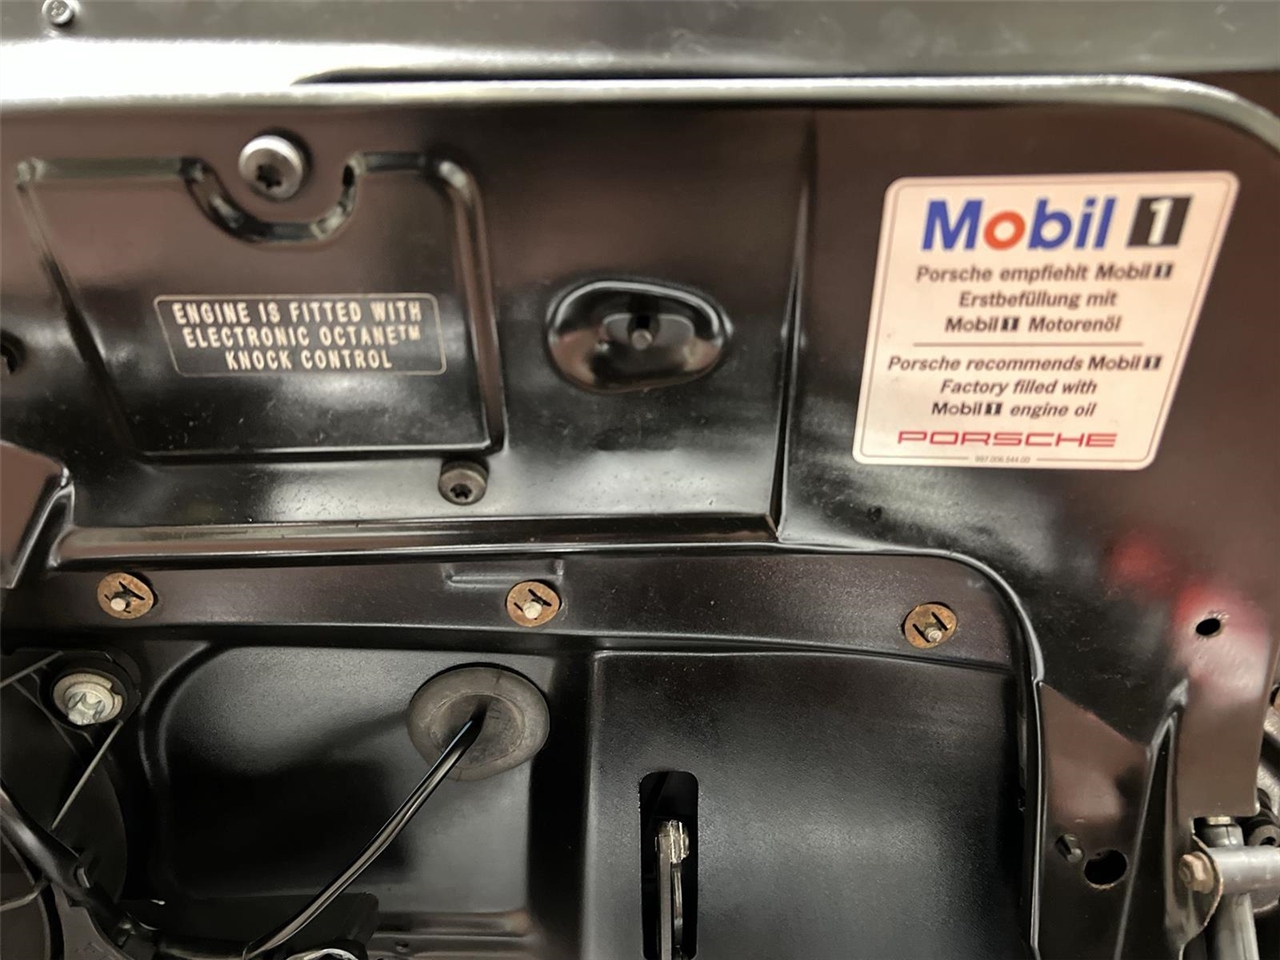 ENGINE IS FITTED WITH
ELECTRONIC OCTANE™
KNOCK CONTROL
Mobil 1
Porsche empfiehlt Mobil 1
Erstbefüllung mit
Mobil 1 Motorenöl
Porsche recommends Mobil 1
Factory filled with
Mobil 1 engine oil
PORSCHE